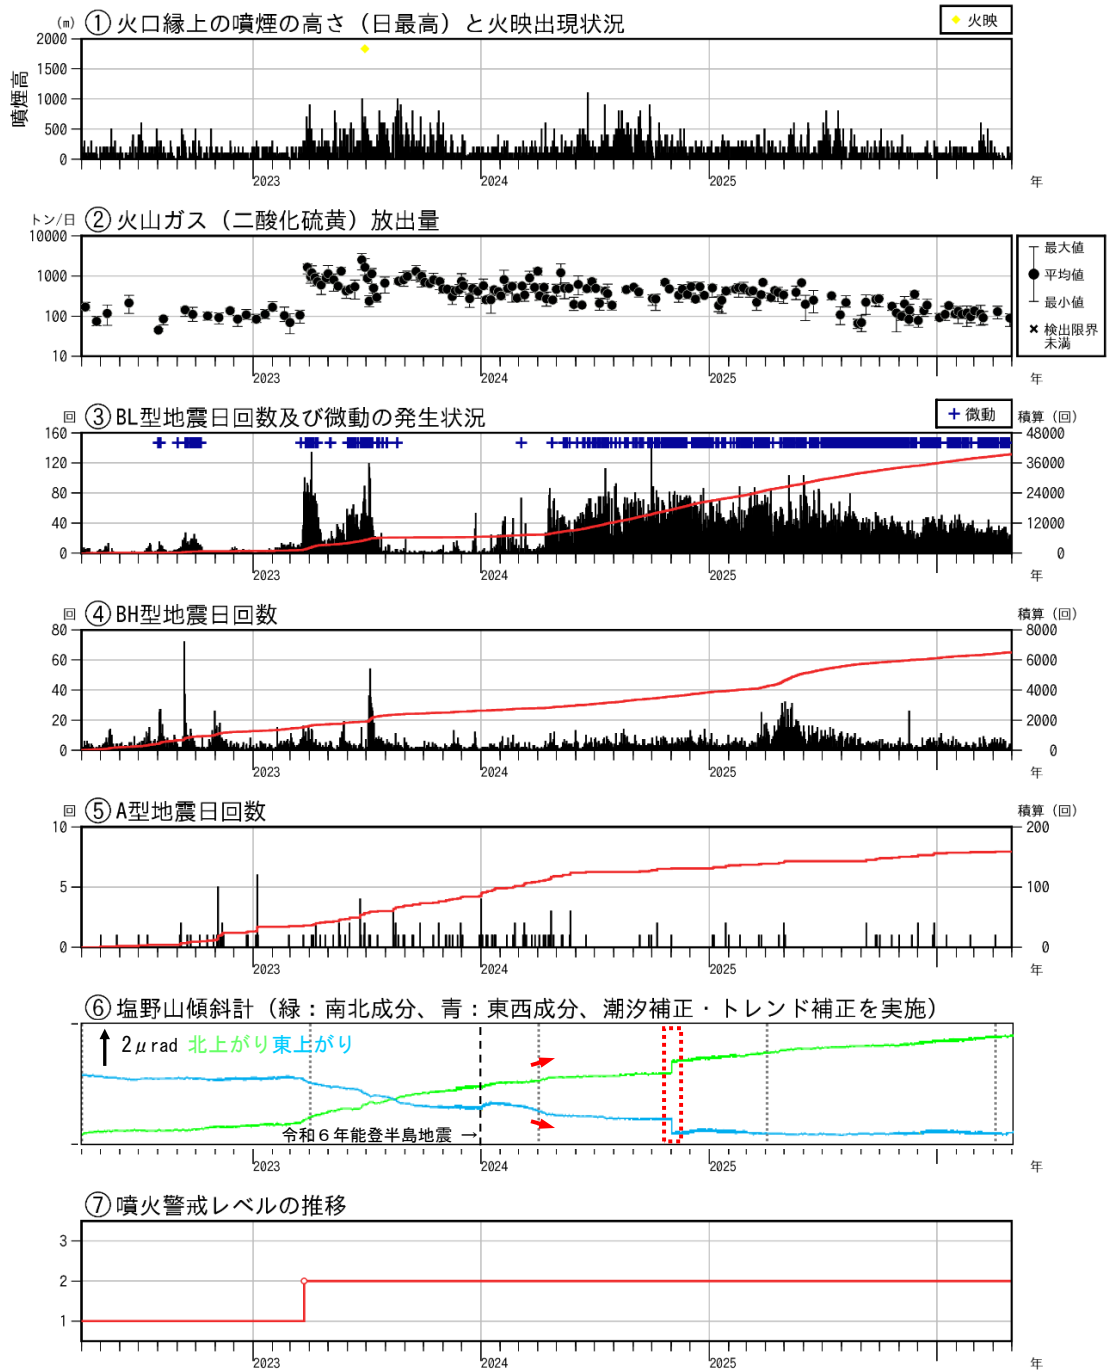 (m) ① 火口縁上の噴煙の高さ（日最高）と火映出現状況
火映
噴煙高
2000
1500
1000
500
0
2023 2024 2025 年
トン/日 ② 火山ガス（二酸化硫黄）放出量
10000
1000
100
10
最大値
平均値
最小値
検出限界
未満
2023 2024 2025 年
回 ③ BL型地震日回数及び微動の発生状況
微動
積算（回）
160 48000
120 36000
80 24000
40 12000
0 0
2023 2024 2025 年
回 ④ BH型地震日回数 積算（回）
80 8000
60 6000
40 4000
20 2000
0 0
2023 2024 2025 年
回 ⑤ A型地震日回数 積算（回）
10 200
5 100
0 0
2023 2024 2025 年
⑥ 塩野山傾斜計（緑：南北成分、青：東西成分、潮汐補正・トレンド補正を実施）
2μrad 北上がり 東上がり
令和６年能登半島地震 →
2023 2024 2025 年
⑦ 噴火警戒レベルの推移
3
2
1
2023 2024 2025 年